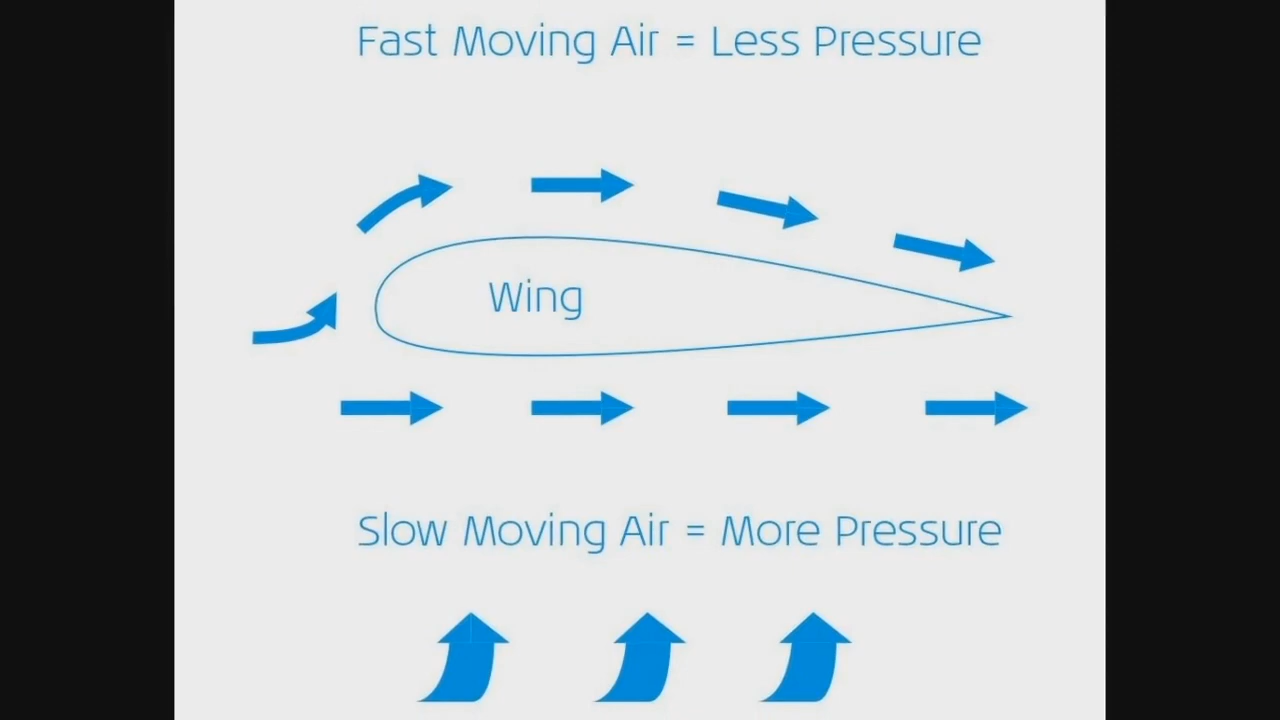 Fast Moving Air = Less Pressure
Wing
Slow Moving Air = More Pressure